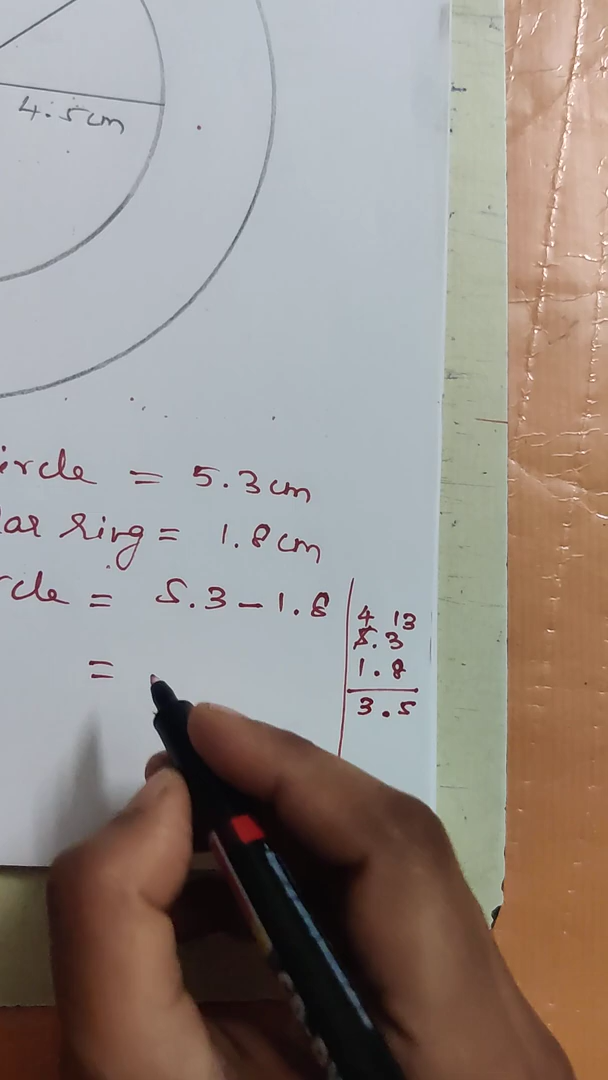 4.5cm
ircle = 5.3cm
lar ring = 1.8cm
rcle = 5.3-1.8
4 13
5.3
1.8
3.5
=